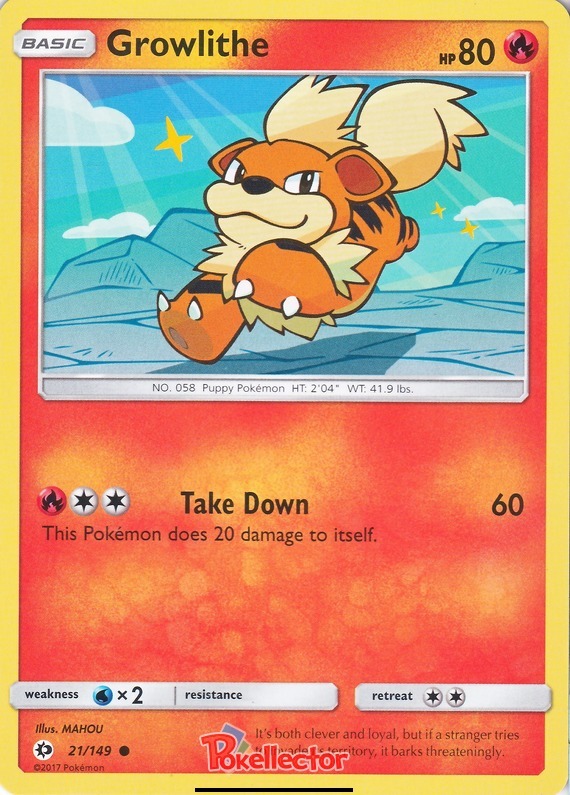 BASIC Growlithe HP 80
NO. 058 Puppy Pokémon HT: 2'04" WT: 41.9 lbs.
Take Down 60
This Pokémon does 20 damage to itself.
weakness ×2 resistance retreat
Illus. MAHOU
21/149
©2017 Pokémon
It's both clever and loyal, but if a stranger tries
territory, it barks threateningly.
Pokellector